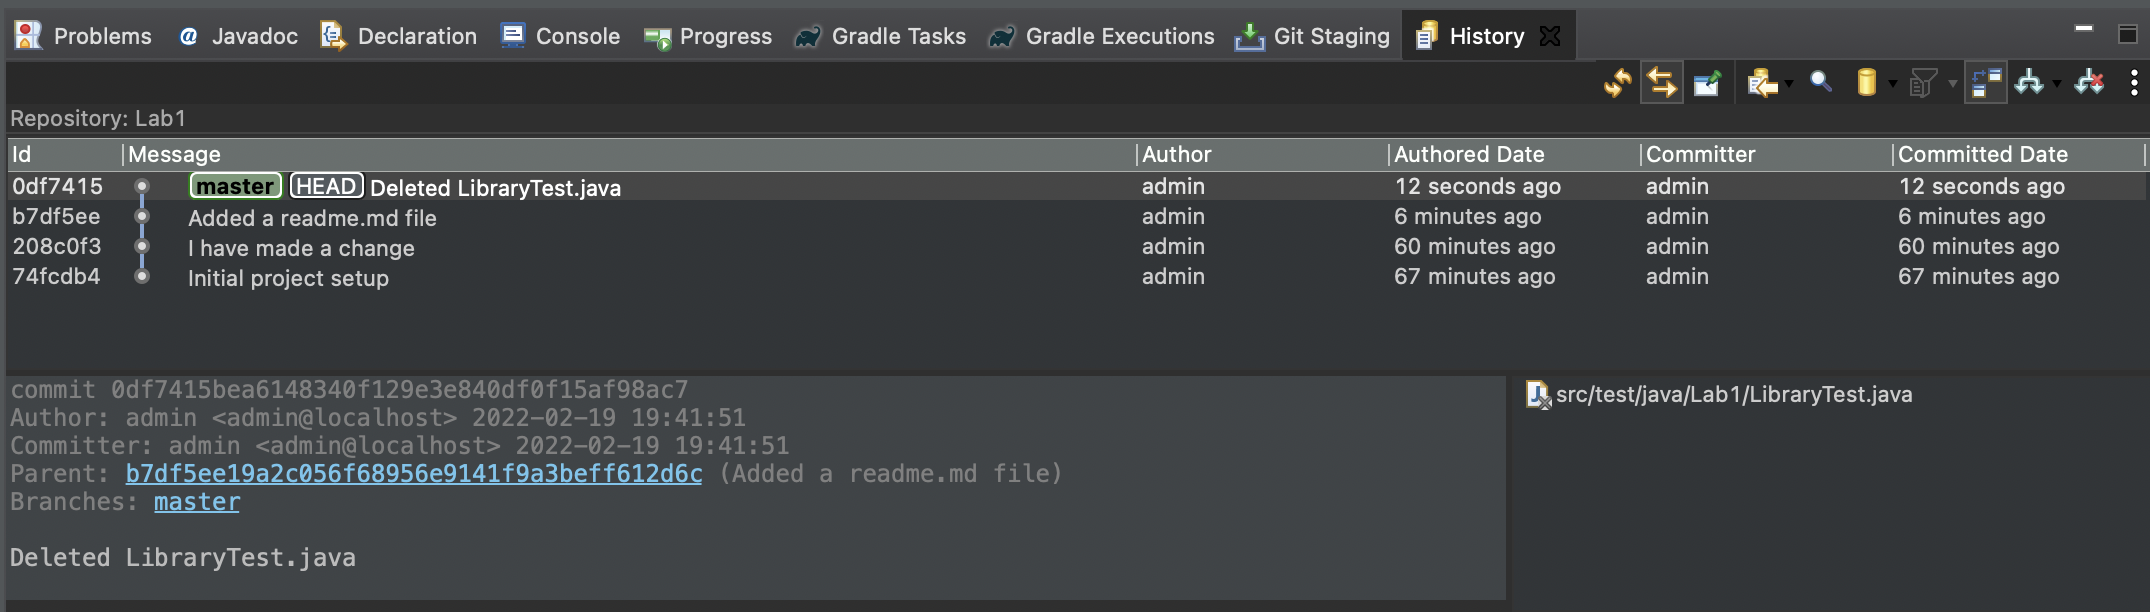 Problems Javadoc Declaration Console Progress Gradle Tasks Gradle Executions Git Staging History
Repository: Lab1
Id Message Author Authored Date Committer Committed Date
0df7415 master HEAD Deleted LibraryTest.java admin 12 seconds ago admin 12 seconds ago
b7df5ee Added a readme.md file admin 6 minutes ago admin 6 minutes ago
208c0f3 I have made a change admin 60 minutes ago admin 60 minutes ago
74fcdb4 Initial project setup admin 67 minutes ago admin 67 minutes ago
commit 0df7415bea6148340f129e3e840df0f15af98ac7
Author: admin <admin@localhost> 2022-02-19 19:41:51
Committer: admin <admin@localhost> 2022-02-19 19:41:51
Parent: b7df5ee19a2c056f68956e9141f9a3beff612d6c (Added a readme.md file)
Branches: master
Deleted LibraryTest.java
src/test/java/Lab1/LibraryTest.java